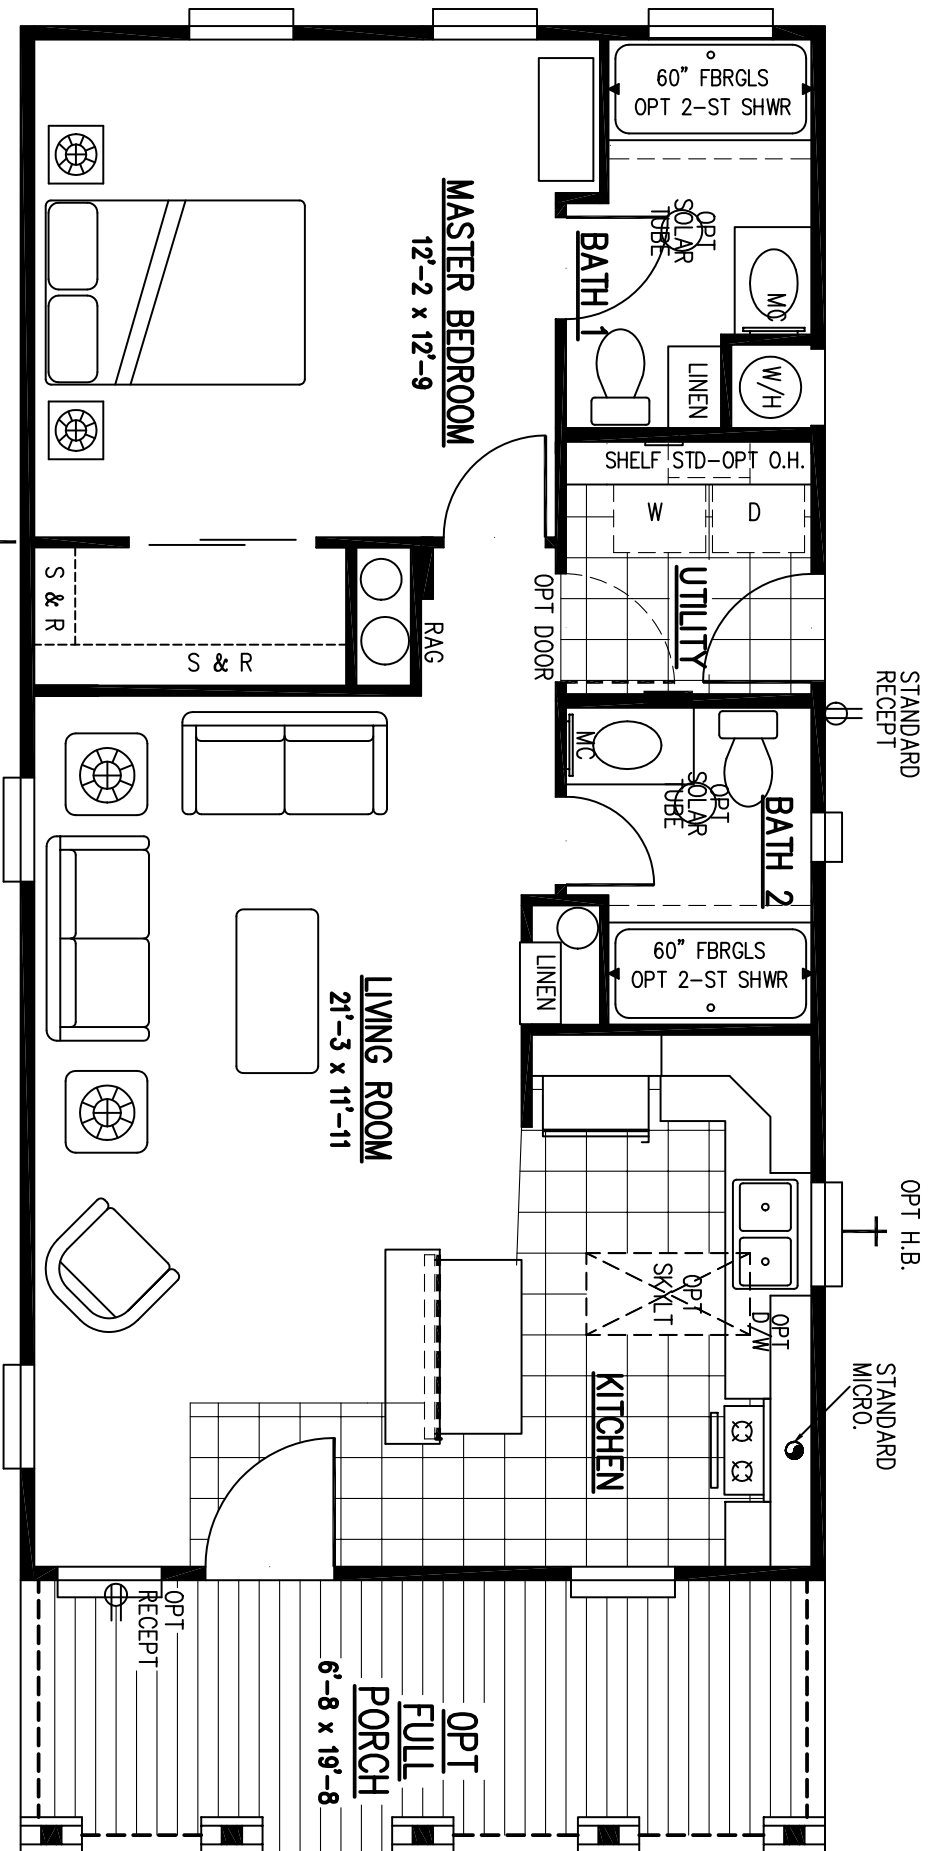 60" FBRGLS
OPT 2-ST SHWR
OPT
SOLAR
TUBE
MC
BATH 1
MASTER BEDROOM
12'-2 x 12'-9
LINEN
W/H
SHELF STD-OPT O.H.
W
D
UTILITY
OPT DOOR
S & R
S & R
RAG
STANDARD
RECEPT
MC
OPT
SOLAR
TUBE
BATH 2
60" FBRGLS
OPT 2-ST SHWR
LINEN
LIVING ROOM
21'-3 x 11'-11
OPT H.B.
OPT
SKYLT
OPT
D/W
KITCHEN
STANDARD
MICRO.
OPT
RECEPT
OPT
FULL
PORCH
6'-8 x 19'-8